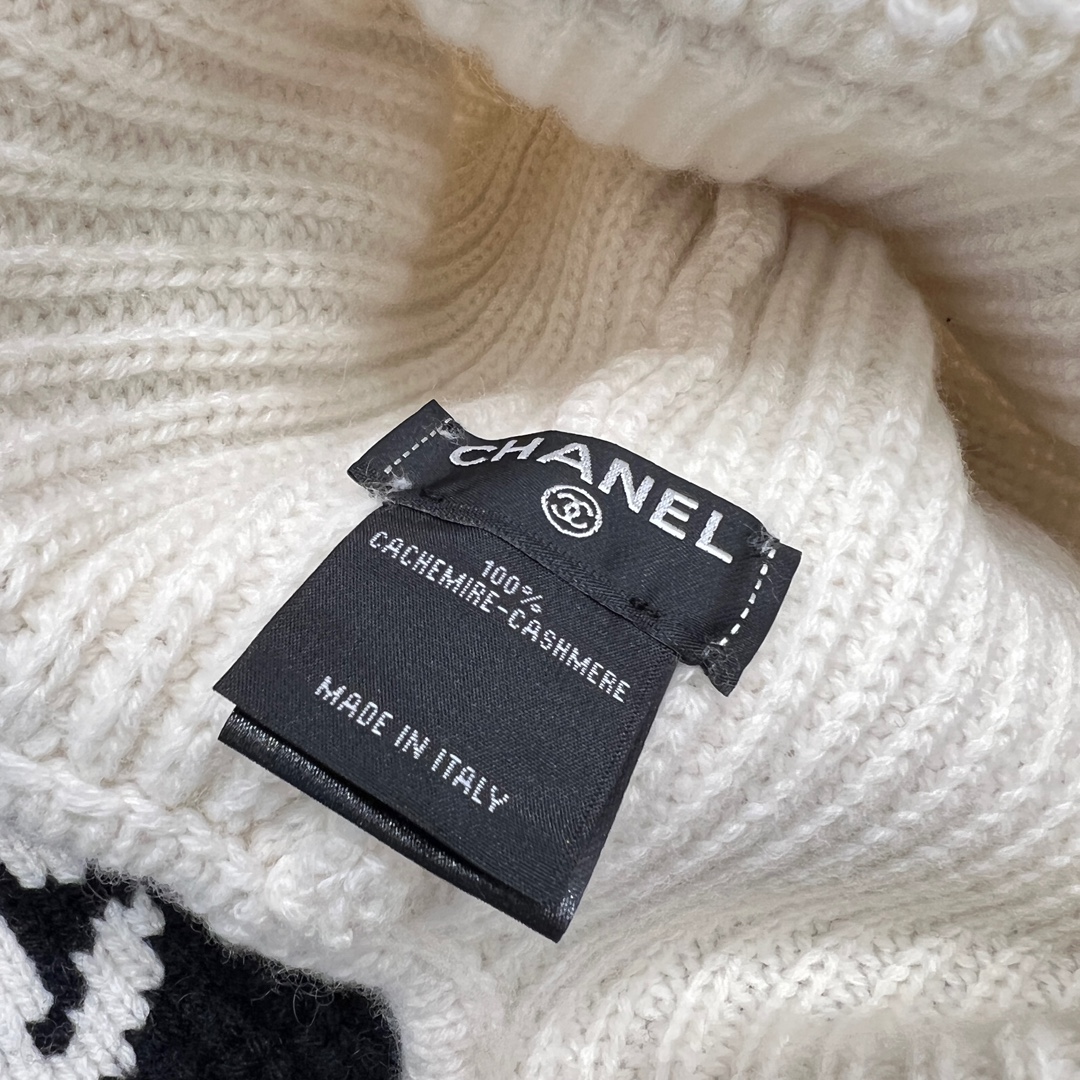 CHANEL
100%
CACHEMIRE-CASHMERE
MADE IN ITALY